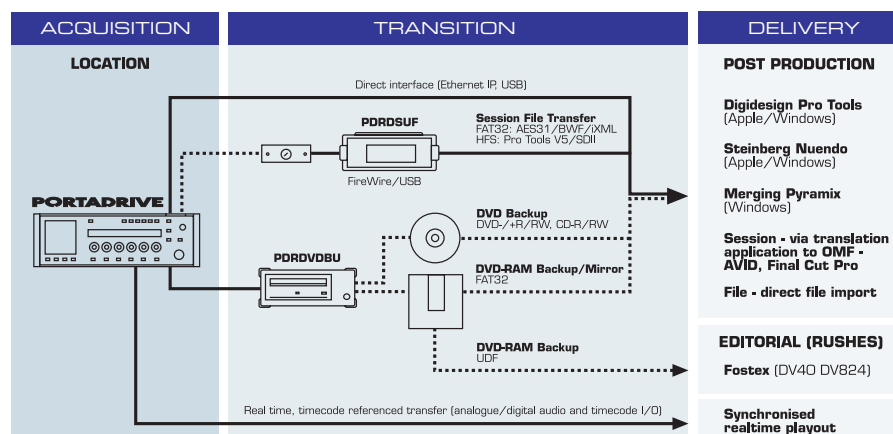 ACQUISITION
TRANSITION
DELIVERY
LOCATION
PORTADRIVE
Direct interface (Ethernet IP, USB)
PDRDSUF
FireWire/USB
Session File Transfer
FAT32: AES31/BWF/iXML
HFS: Pro Tools V5/SDII
PDRDVDBU
DVD Backup
DVD-/+R/RW, CD-R/RW
DVD-RAM Backup/Mirror
FAT32
DVD-RAM Backup
UDF
Real time, timecode referenced transfer (analogue/digital audio and timecode I/O)
POST PRODUCTION
Digidesign Pro Tools
(Apple/Windows)
Steinberg Nuendo
(Apple/Windows)
Merging Pyramix
(Windows)
Session - via translation
application to OMF -
AVID, Final Cut Pro
File - direct file import
EDITORIAL (RUSHES)
Fostex (DV40 DV824)
Synchronised
realtime playout